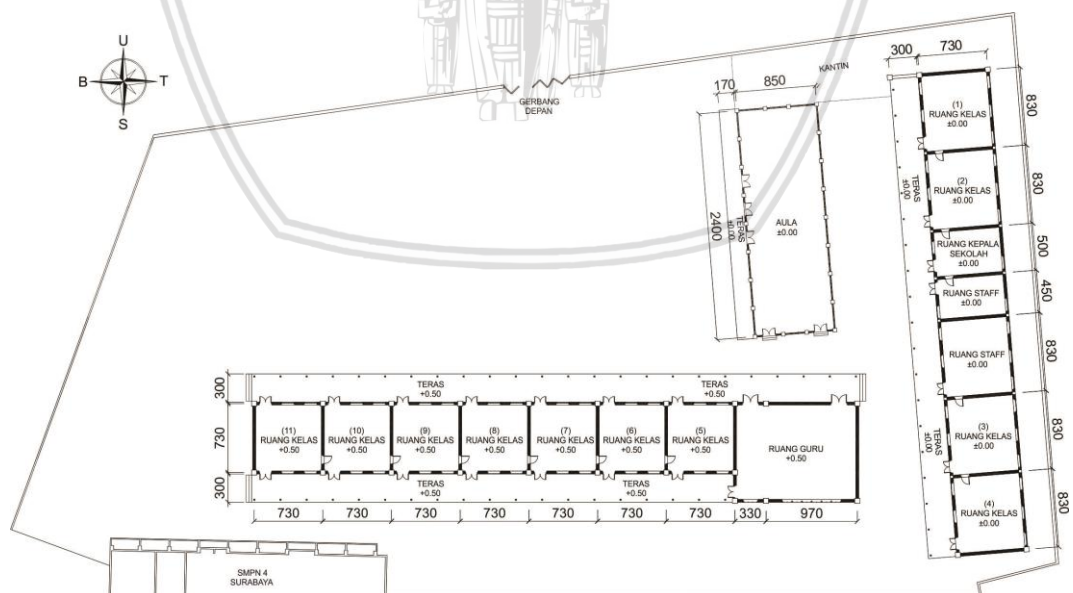 U
B
T
S
GERBANG
DEPAN
KANTIN
170
850
2400
TERAS
±0.00
AULA
±0.00
300
730
(1)
RUANG KELAS
±0.00
830
TERAS
±0.00
(2)
RUANG KELAS
±0.00
830
RUANG KEPALA
SEKOLAH
±0.00
500
RUANG STAFF
±0.00
450
RUANG STAFF
±0.00
830
TERAS
±0.00
(3)
RUANG KELAS
±0.00
830
(4)
RUANG KELAS
±0.00
830
300
TERAS
+0.50
TERAS
+0.50
730
(11)
RUANG KELAS
+0.50
(10)
RUANG KELAS
+0.50
(9)
RUANG KELAS
+0.50
(8)
RUANG KELAS
+0.50
(7)
RUANG KELAS
+0.50
(6)
RUANG KELAS
+0.50
(5)
RUANG KELAS
+0.50
RUANG GURU
+0.50
300
TERAS
+0.50
TERAS
+0.50
730
730
730
730
730
730
730
330
970
SMPN 4
SURABAYA